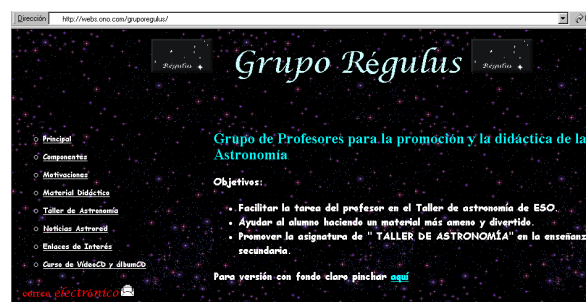 Dirección http://webs.ono.com/gruporegulus/
Régulus
Grupo Régulus
Régulus
Principal
Componentes
Motivaciones
Material Didáctico
Taller de Astronomía
Noticias Astrored
Enlaces de Interés
Curso de VídeoCD y álbumCD
correo electrónico
Grupo de Profesores para la promoción y la didáctica de la
Astronomía
Objetivos:
Facilitar la tarea del profesor en el Taller de astronomía de ESO.
Ayudar al alumno haciendo un material más ameno y divertido.
Promover la asignatura de " TALLER DE ASTRONOMÍA" en la enseñanz
secundaria.
Para versión con fondo claro pinchar aquí